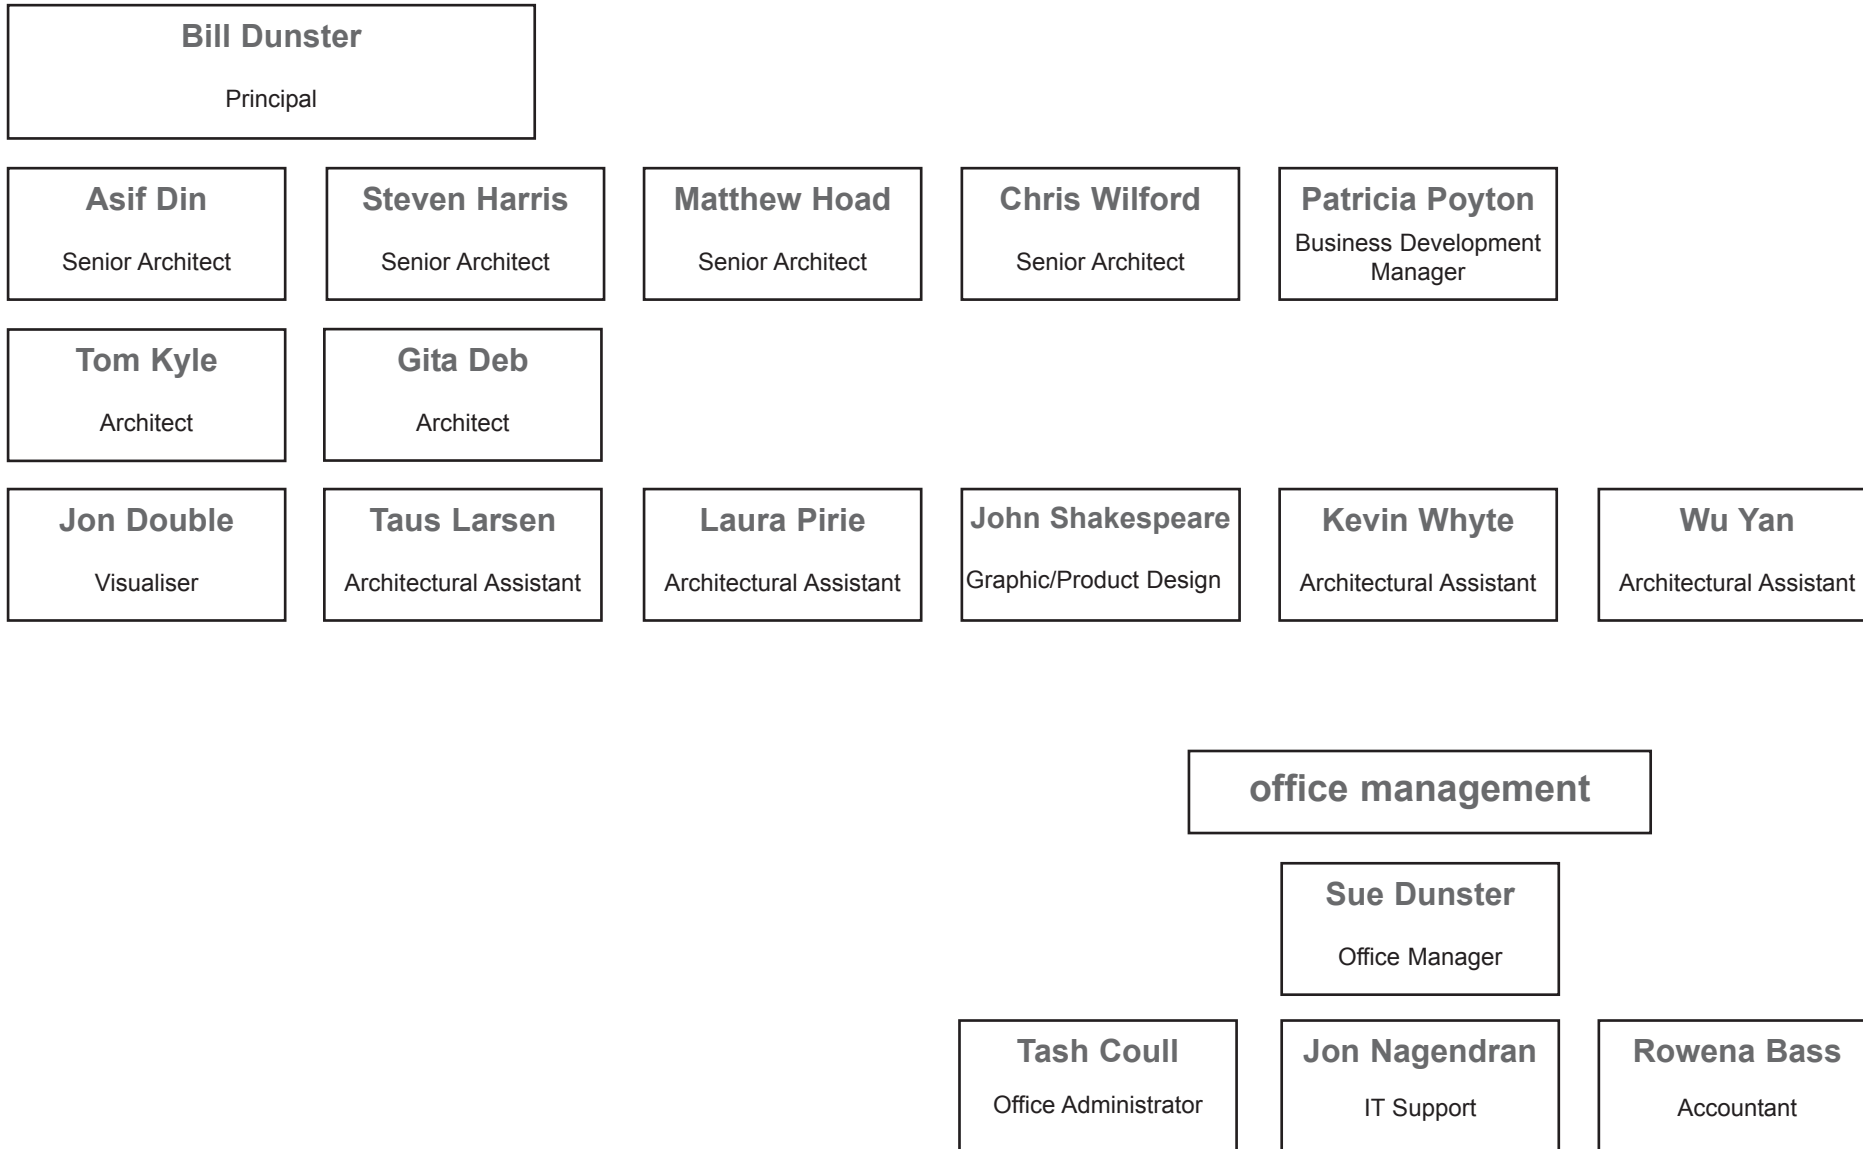 Bill Dunster
Principal
Asif Din
Senior Architect
Steven Harris
Senior Architect
Matthew Hoad
Senior Architect
Chris Wilford
Senior Architect
Patricia Poyton
Business Development
Manager
Tom Kyle
Architect
Gita Deb
Architect
Jon Double
Visualiser
Taus Larsen
Architectural Assistant
Laura Pirie
Architectural Assistant
John Shakespeare
Graphic/Product Design
Kevin Whyte
Architectural Assistant
Wu Yan
Architectural Assistant
office management
Sue Dunster
Office Manager
Tash Coull
Office Administrator
Jon Nagendran
IT Support
Rowena Bass
Accountant